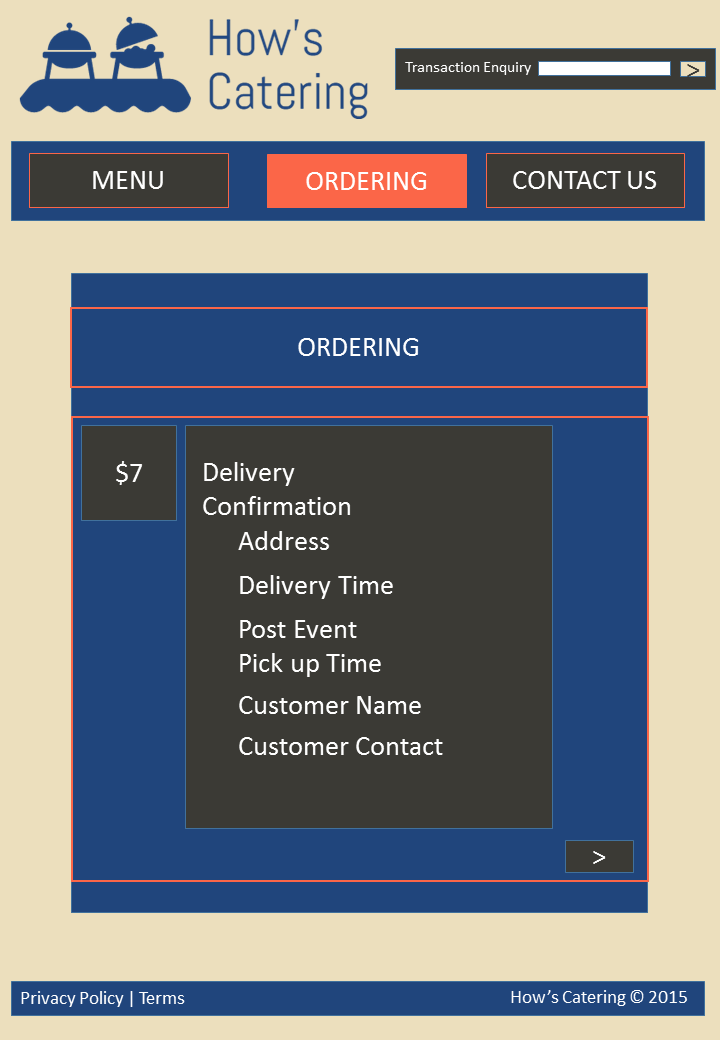 How's
Catering
Transaction Enquiry
>
MENU
ORDERING
CONTACT US
ORDERING
$7
Delivery
Confirmation
Address
Delivery Time
Post Event
Pick up Time
Customer Name
Customer Contact
>
Privacy Policy | Terms
How’s Catering © 2015